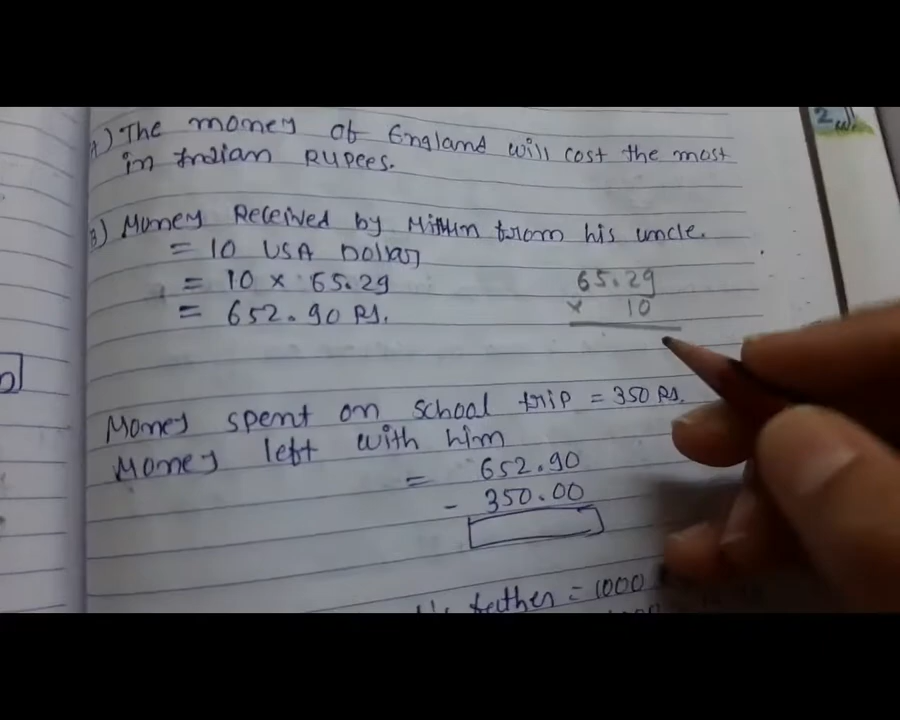 A) The money of England will cost the most
in Indian Rupees.
B) Money Received by Mithun from his uncle.
= 10 USA Dollar
= 10 x 65.29
= 652.90 Rs.
65.29
x 10
Money spent on school trip = 350 Rs.
Money left with him
= 652.90
- 350.00
father = 1000